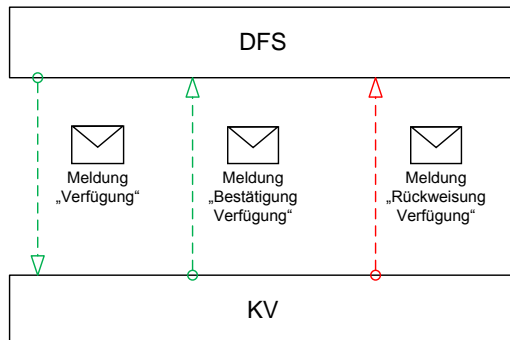 DFS
Meldung
„Verfügung“
Meldung
„Bestätigung
Verfügung“
Meldung
„Rückweisung
Verfügung“
KV